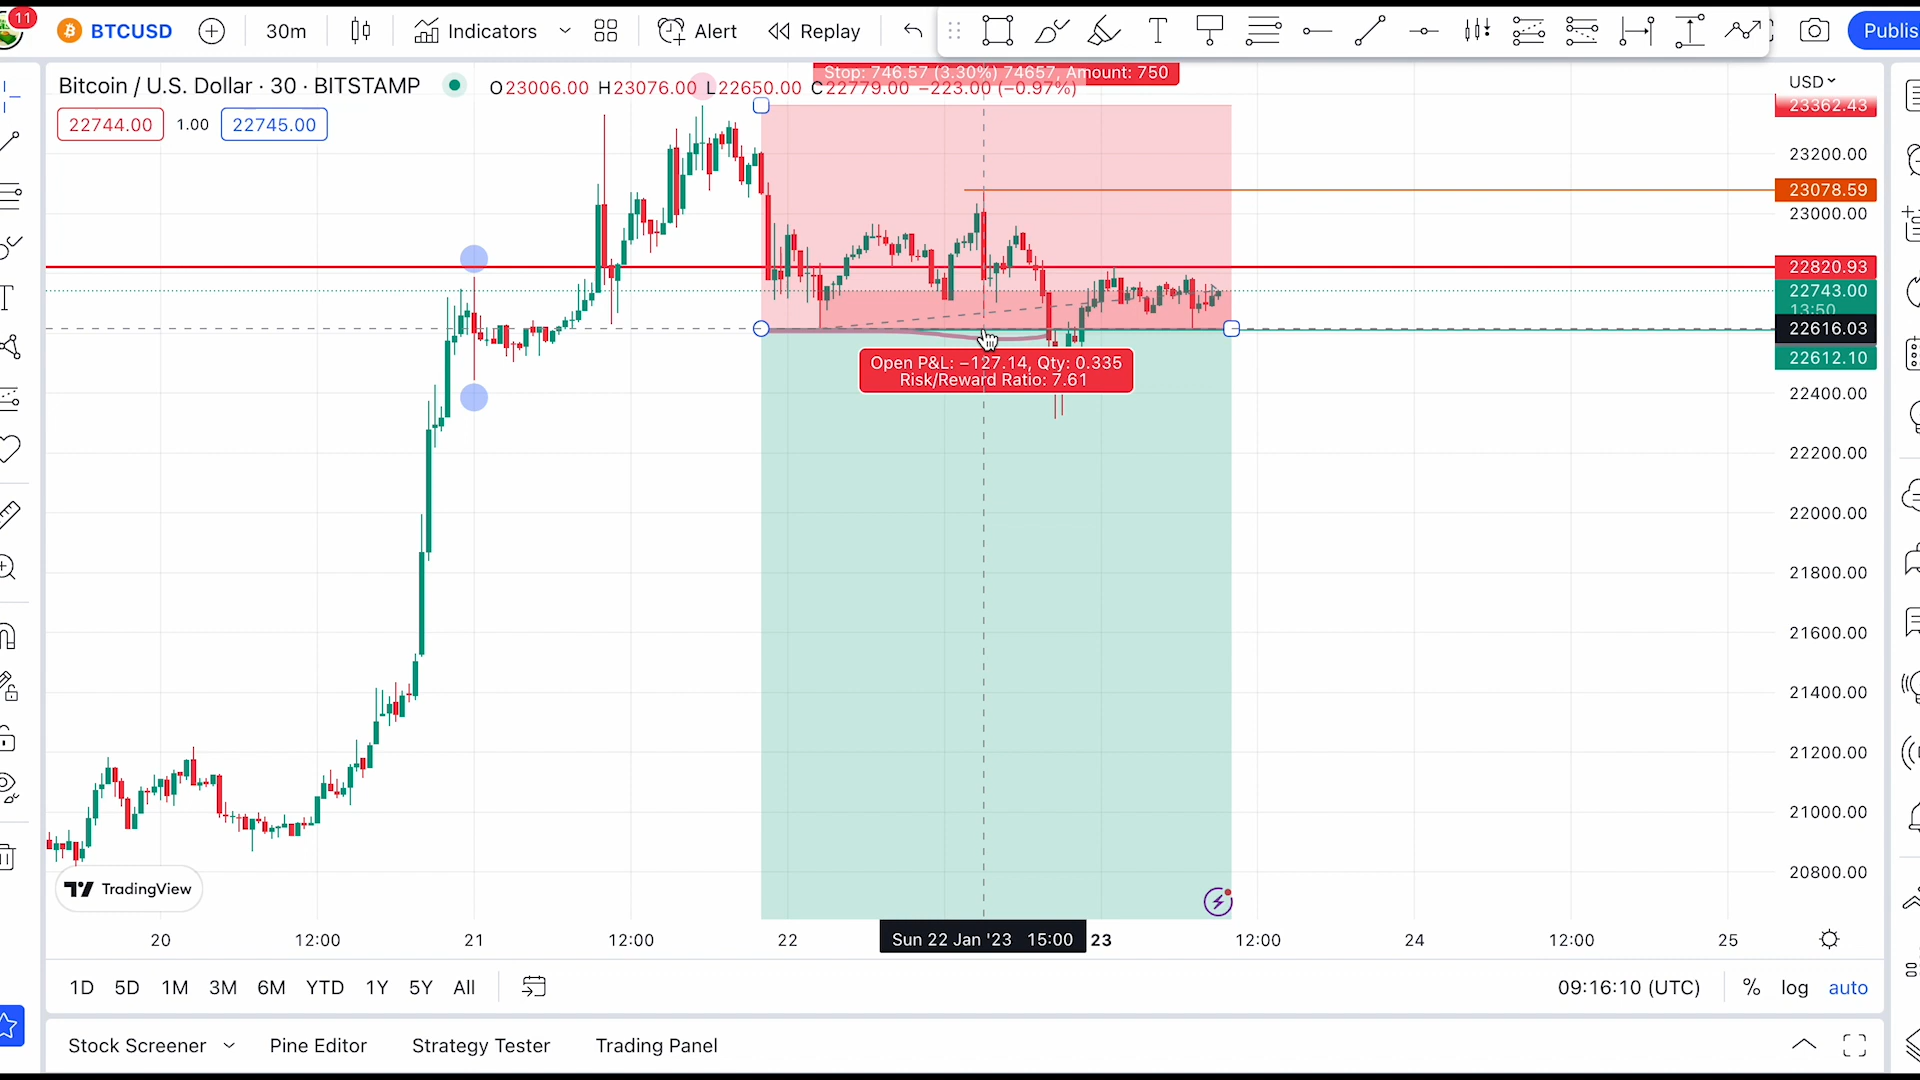 11
BTCUSD
30m
Indicators
Alert
Replay
Publis
Bitcoin / U.S. Dollar · 30 · BITSTAMP
O23006.00 H23076.00 L22650.00 C22779.00 −223.00 (−0.97%)
Stop: 746.57 (3.30%) 74657, Amount: 750
USD
22744.00
1.00
22745.00
23362.43
23200.00
23078.59
23000.00
22820.93
22743.00
13:50
22616.03
22612.10
22400.00
22200.00
22000.00
21800.00
21600.00
21400.00
21200.00
21000.00
20800.00
Open P&L: −127.14, Qty: 0.335
Risk/Reward Ratio: 7.61
TradingView
20
12:00
21
12:00
22
Sun 22 Jan '23 15:00
23
12:00
24
12:00
25
1D 5D 1M 3M 6M YTD 1Y 5Y All
09:16:10 (UTC)
%
log
auto
Stock Screener
Pine Editor
Strategy Tester
Trading Panel